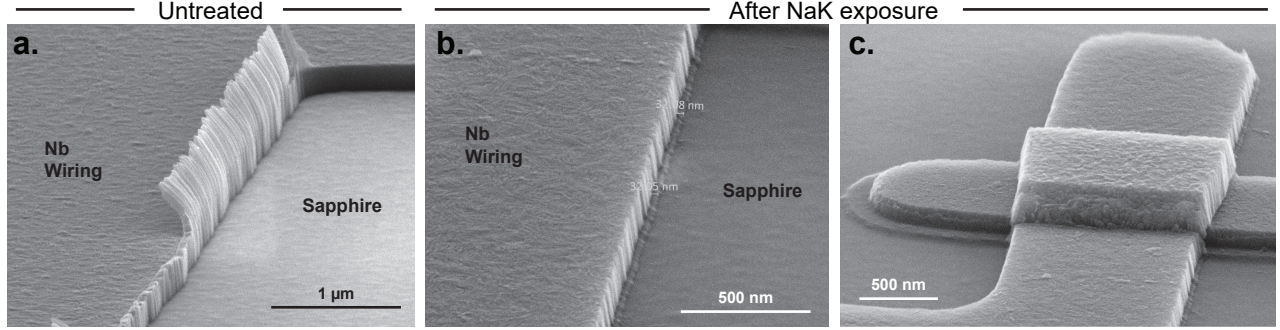 Untreated
After NaK exposure
a.
Nb
Wiring
Sapphire
1 µm
b.
Nb
Wiring
Sapphire
500 nm
c.
500 nm